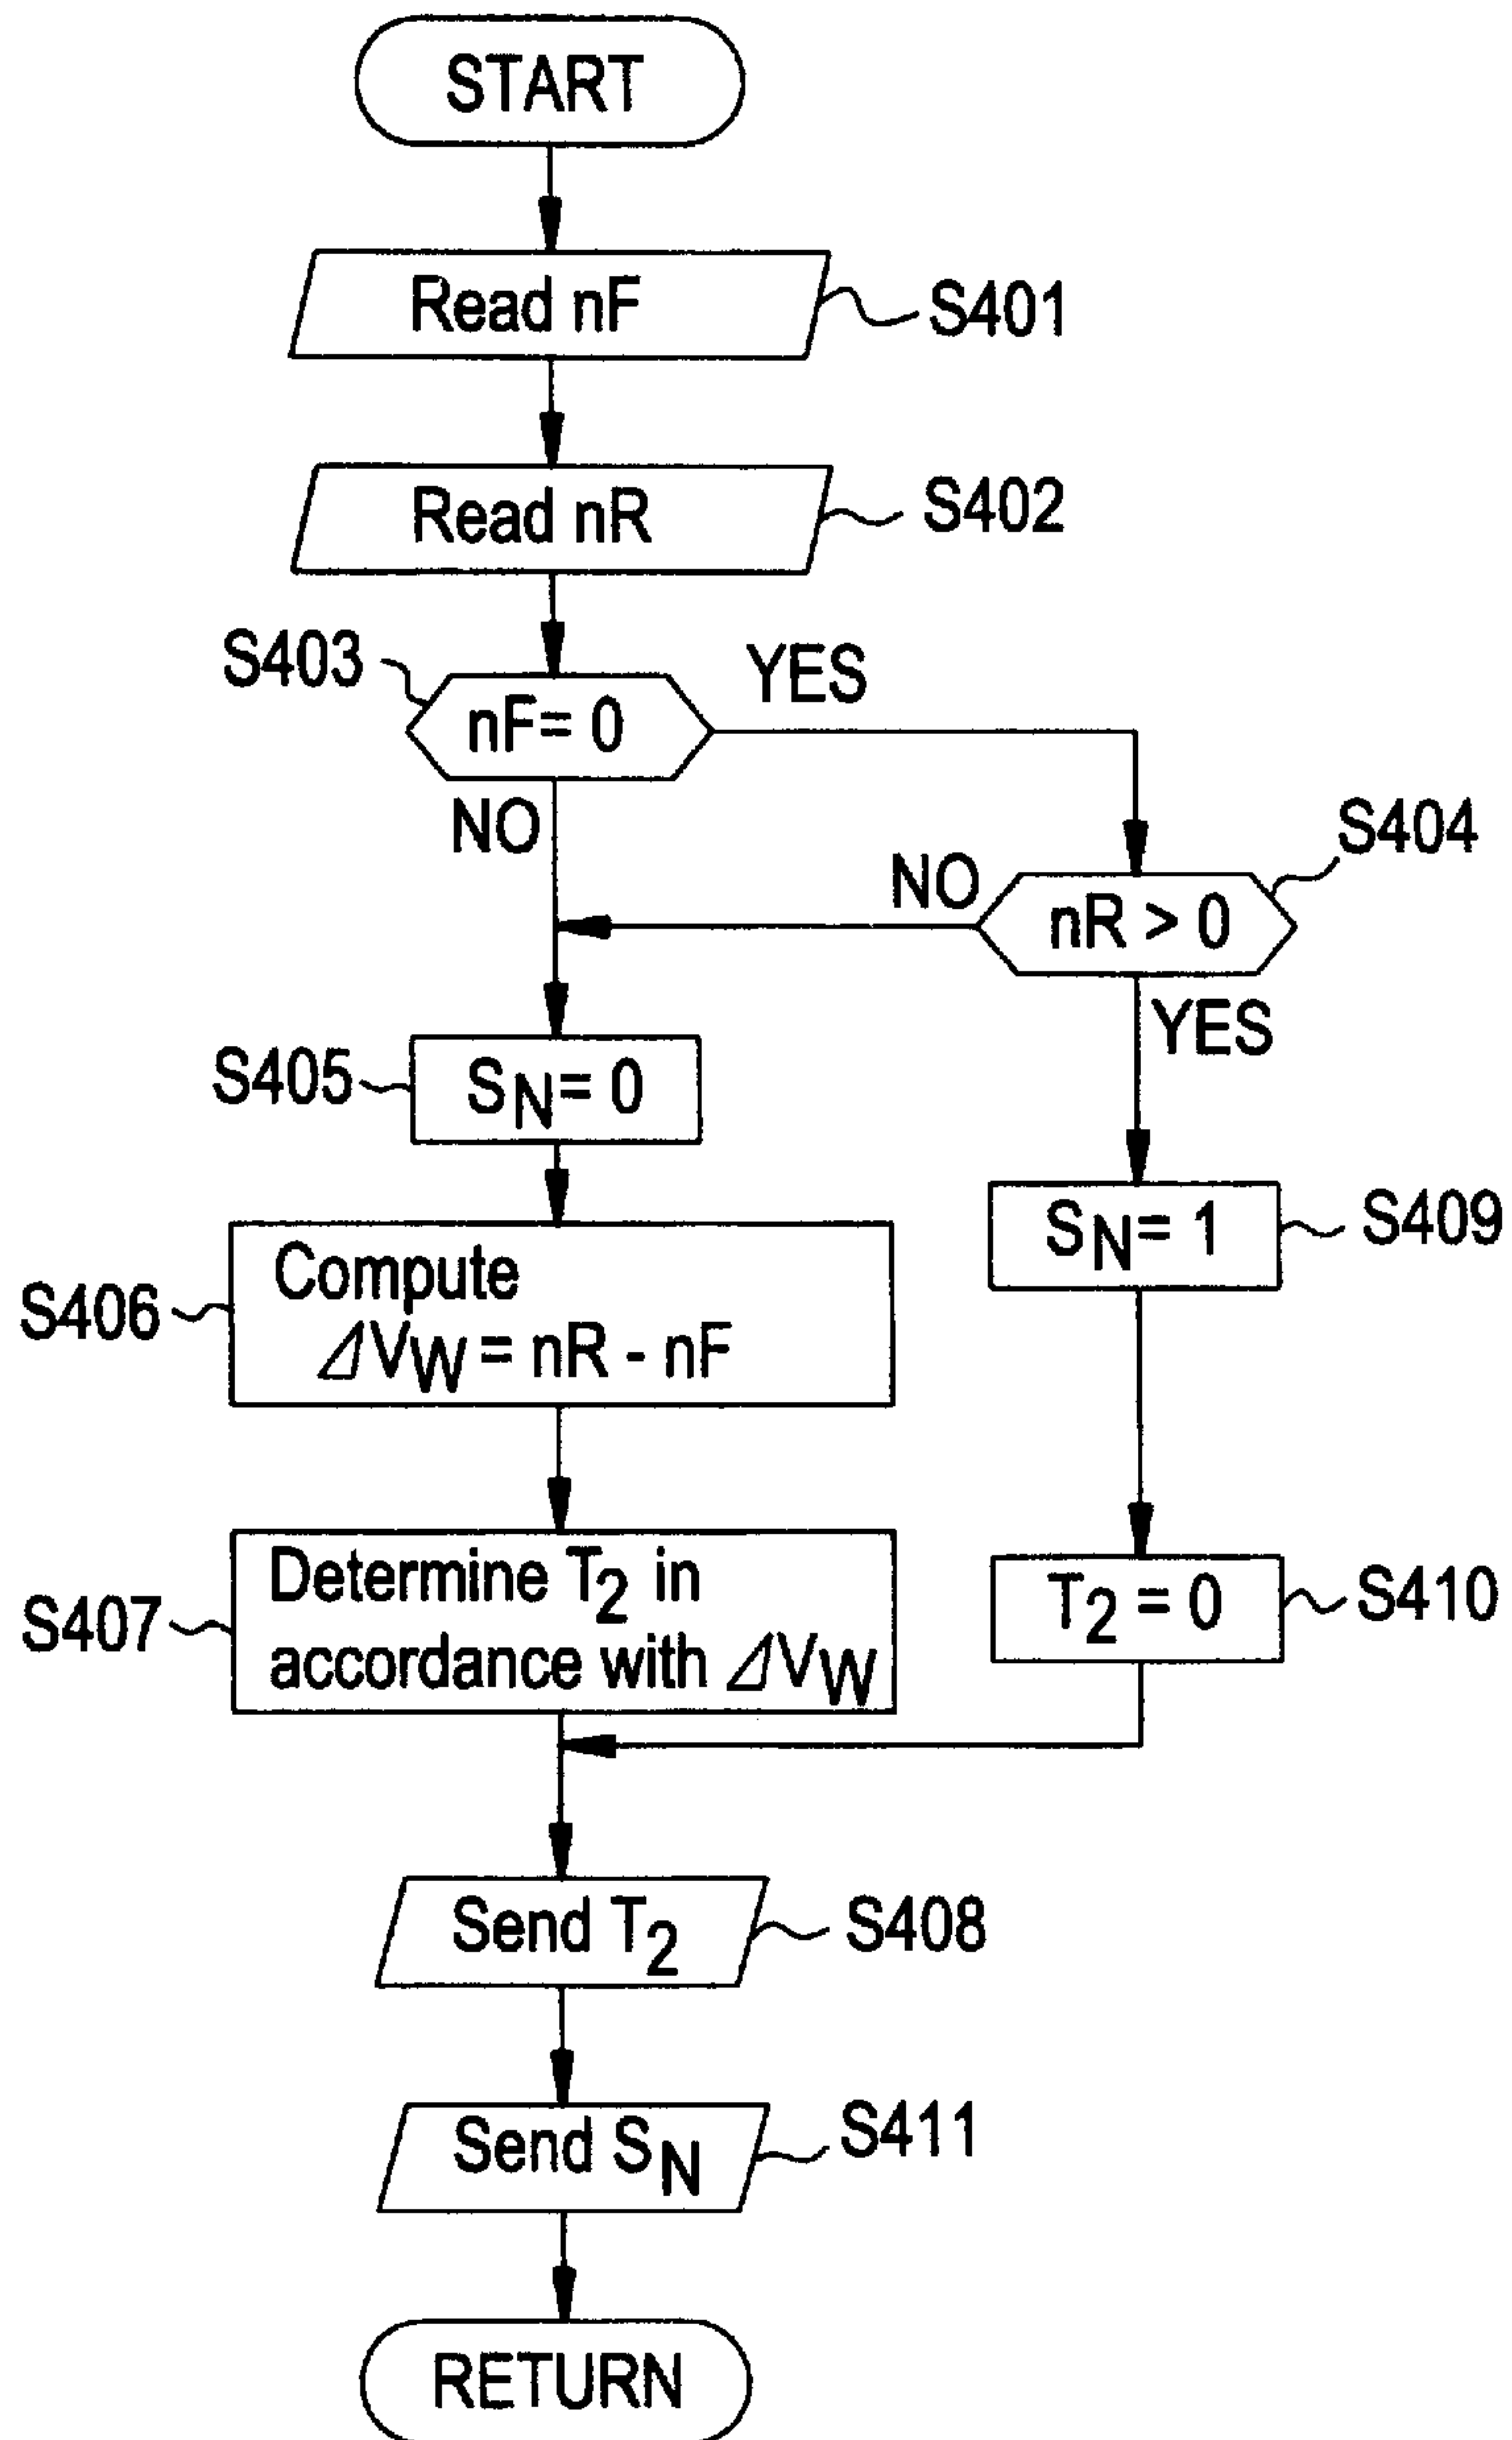 START
Read nF
S401
Read nR
S402
S403
nF= 0
YES
NO
S404
NO
nR > 0
YES
S405
SN= 0
SN= 1
S409
S406
Compute
⊿VW = nR - nF
S407
Determine T2 in
accordance with ⊿VW
T2 = 0
S410
Send T2
S408
Send SN
S411
RETURN